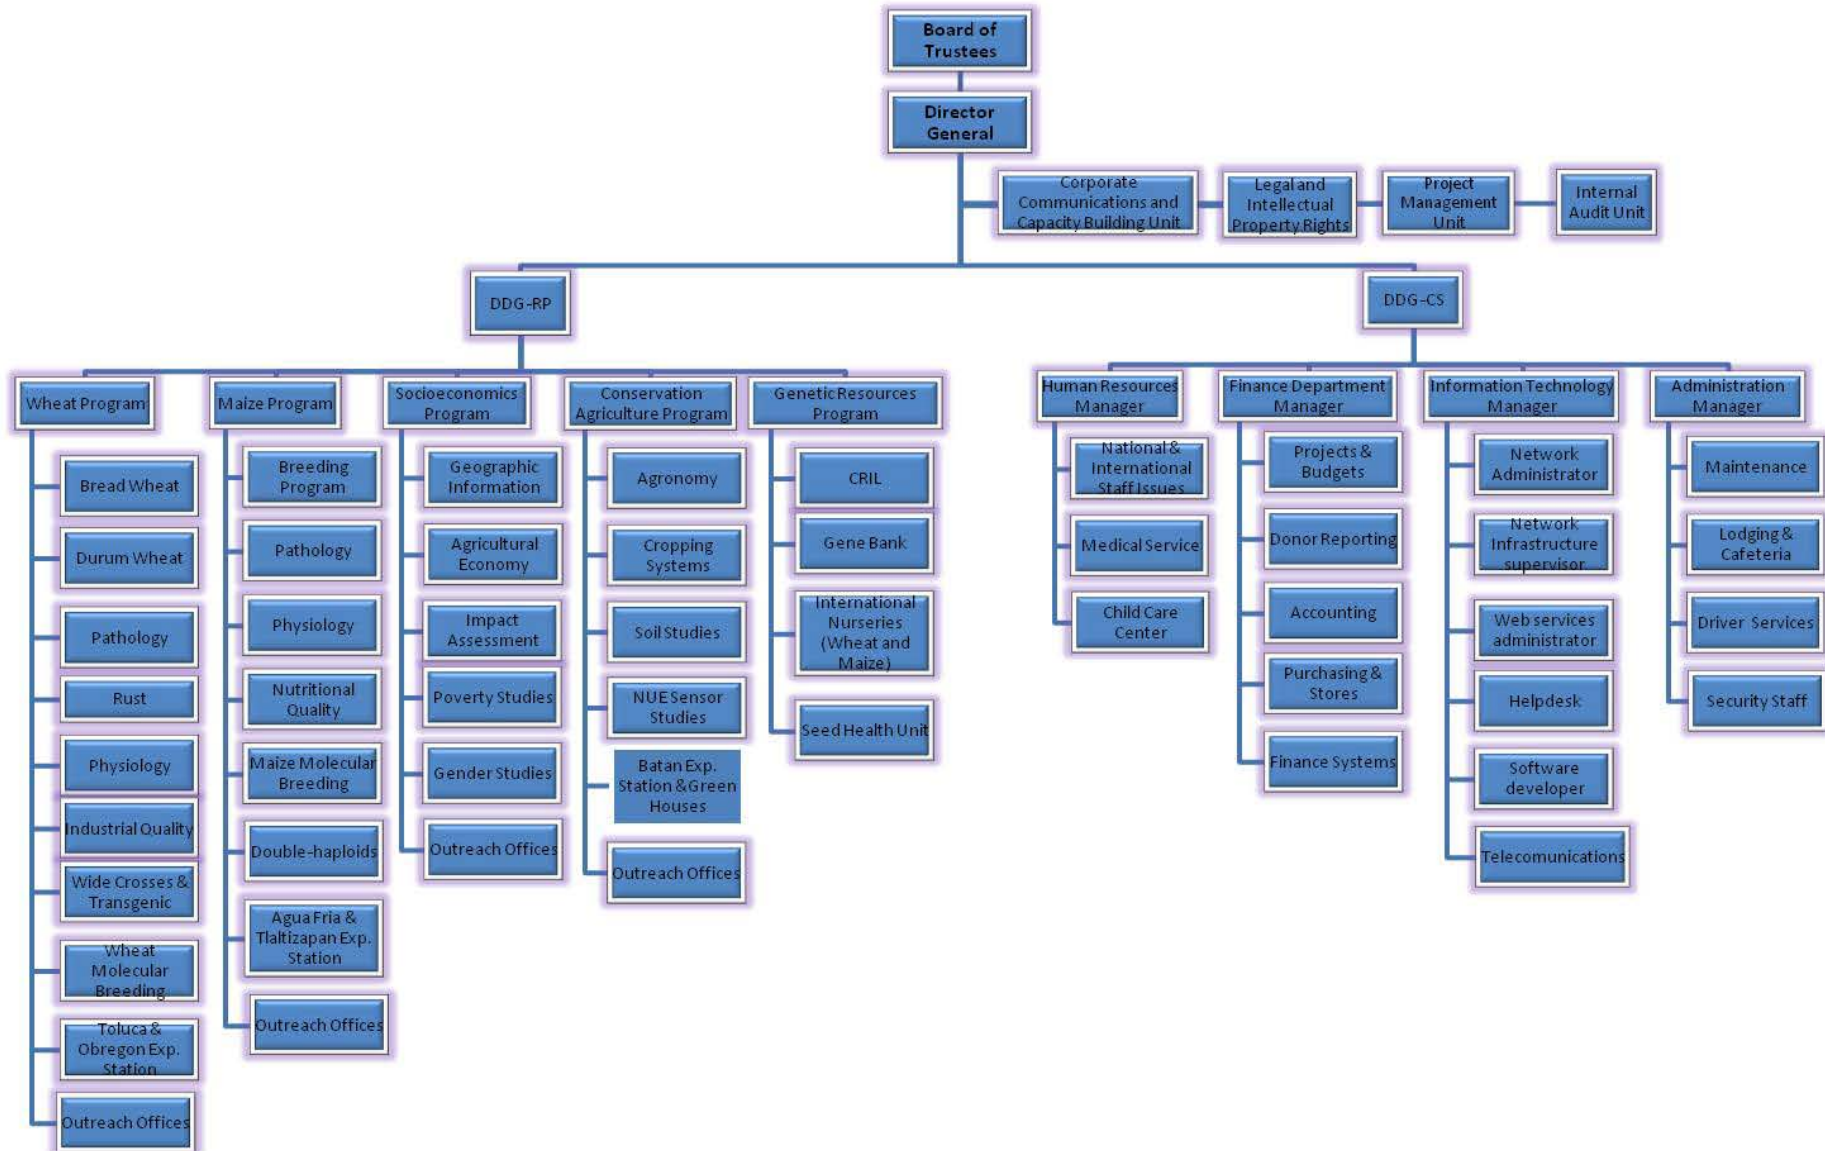 Board of
Trustees
Director
General
Corporate
Communications and
Capacity Building Unit
Legal and
Intellectual
Property Rights
Project
Management
Unit
Internal
Audit Unit
DDG-RP
DDG-CS
Wheat Program
Bread Wheat
Durum Wheat
Pathology
Rust
Physiology
Industrial Quality
Wide Crosses &
Transgenic
Wheat
Molecular
Breeding
Toluca &
Obregon Exp.
Station
Outreach Offices
Maize Program
Breeding
Program
Pathology
Physiology
Nutritional
Quality
Maize Molecular
Breeding
Double-haploids
Agua Fria &
Tlaltizapan Exp.
Station
Outreach Offices
Socioeconomics
Program
Geographic
Information
Agricultural
Economy
Impact
Assessment
Poverty Studies
Gender Studies
Outreach Offices
Conservation
Agriculture Program
Agronomy
Cropping
Systems
Soil Studies
NUE Sensor
Studies
Batan Exp.
Station & Green
Houses
Outreach Offices
Genetic Resources
Program
CRIL
Gene Bank
International
Nurseries
(Wheat and
Maize)
Seed Health Unit
Human Resources
Manager
National &
International
Staff Issues
Medical Service
Child Care
Center
Finance Department
Manager
Projects &
Budgets
Donor Reporting
Accounting
Purchasing &
Stores
Finance Systems
Information Technology
Manager
Network
Administrator
Network
Infrastructure
supervisor.
Web services
administrator
Helpdesk
Software
developer
Telecomunications
Administration
Manager
Maintenance
Lodging &
Cafeteria
Driver Services
Security Staff